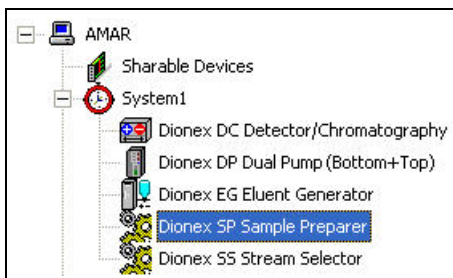 AMAR
Sharable Devices
System1
Dionex DC Detector/Chromatography
Dionex DP Dual Pump (Bottom+Top)
Dionex EG Eluent Generator
Dionex SP Sample Preparer
Dionex SS Stream Selector